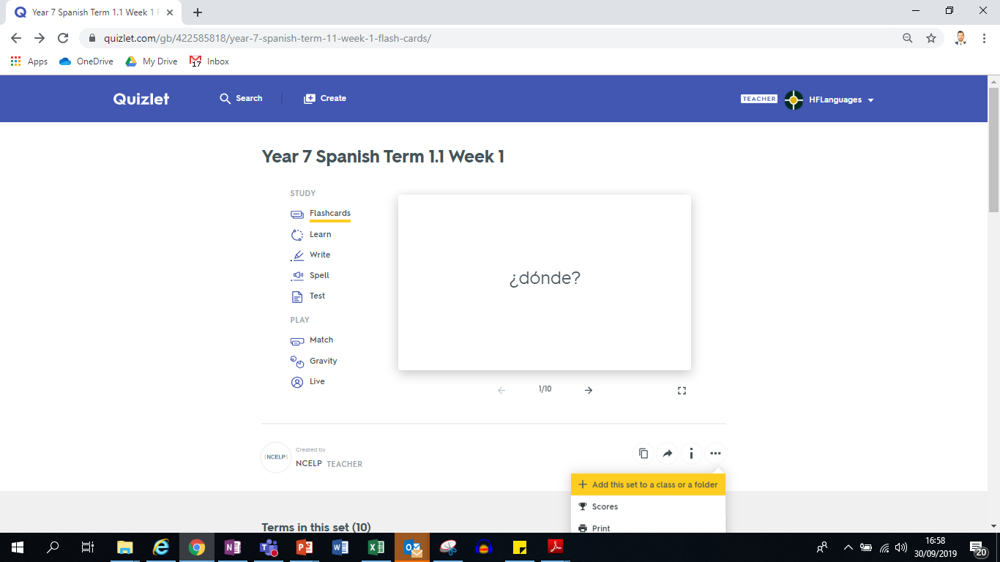 Year 7 Spanish Term 1.1 Week 1 F
quizlet.com/gb/422585818/year-7-spanish-term-11-week-1-flash-cards/
Apps OneDrive My Drive 17 Inbox
Quizlet Search Create TEACHER HFLanguages
Year 7 Spanish Term 1.1 Week 1
STUDY
Flashcards
Learn
Write
Spell
Test
PLAY
Match
Gravity
Live
¿dónde?
1/10
NCELP
Created by
NCELP TEACHER
Add this set to a class or a folder
Scores
Print
Terms in this set (10)
16:58
30/09/2019
20